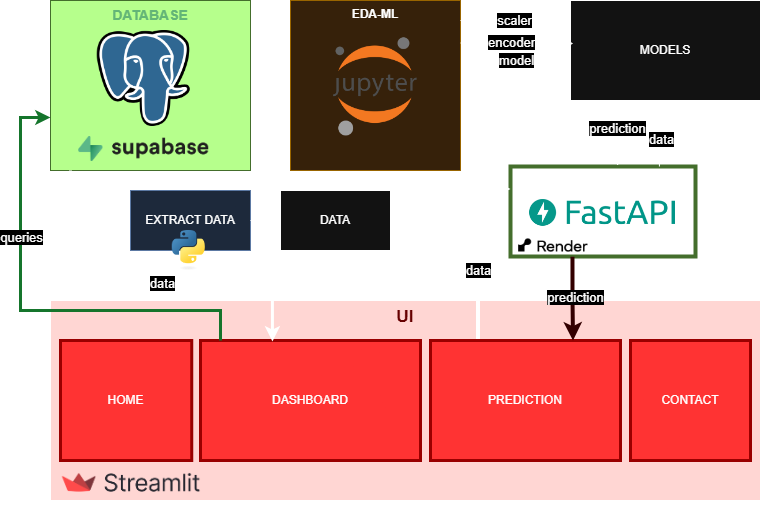 DATABASE
supabase
EDA-ML
jupyter
scaler
encoder
model
MODELS
prediction
data
EXTRACT DATA
DATA
FastAPI
Render
queries
data
data
prediction
UI
HOME
DASHBOARD
PREDICTION
CONTACT
Streamlit